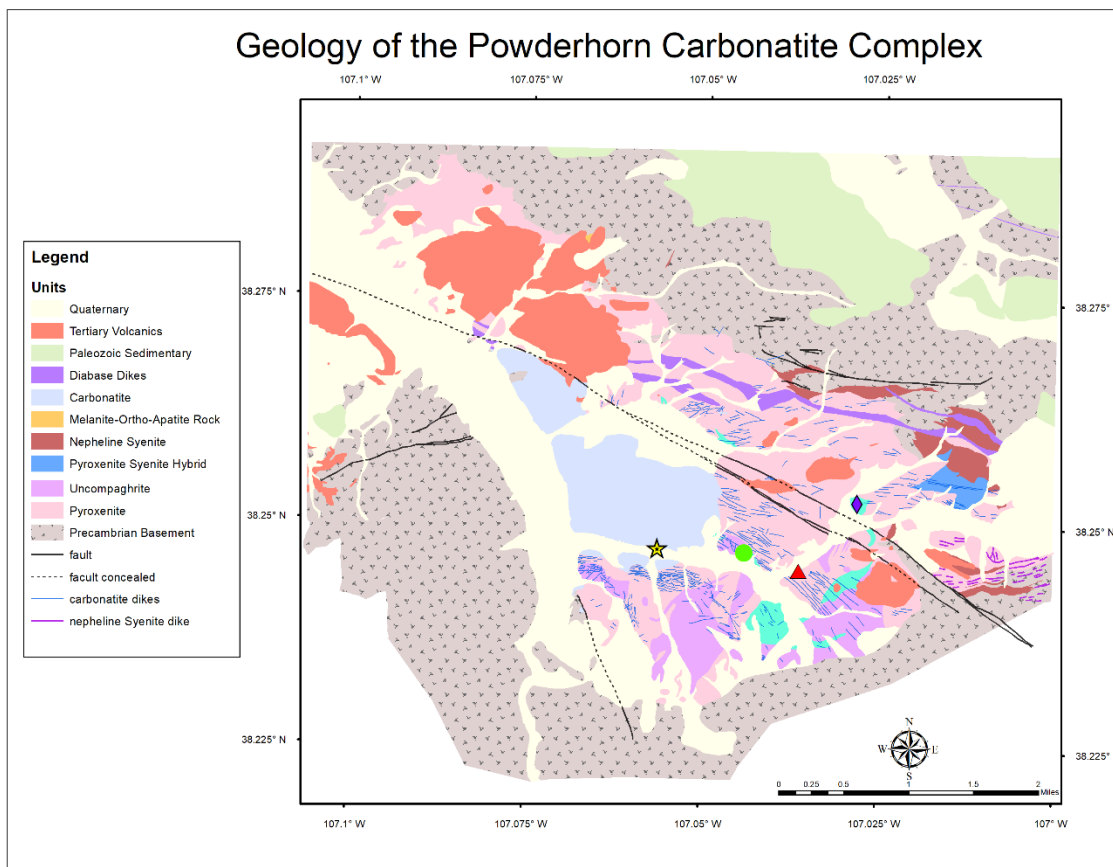 Geology of the Powderhorn Carbonatite Complex
107.1° W 107.075° W 107.05° W 107.025° W
38.275° N 38.275° N
38.25° N 38.25° N
38.225° N 38.225° N
Legend
Units
Quaternary
Tertiary Volcanics
Paleozoic Sedimentary
Diabase Dikes
Carbonatite
Melanite-Ortho-Apatite Rock
Nepheline Syenite
Pyroxenite Syenite Hybrid
Uncompaghrite
Pyroxenite
Precambrian Basement
fault
facult concealed
carbonatite dikes
nepheline Syenite dike
N
W E
S
0 0.25 0.5 1 1.5 2
Miles
107.1° W 107.075° W 107.05° W 107.025° W 107° W